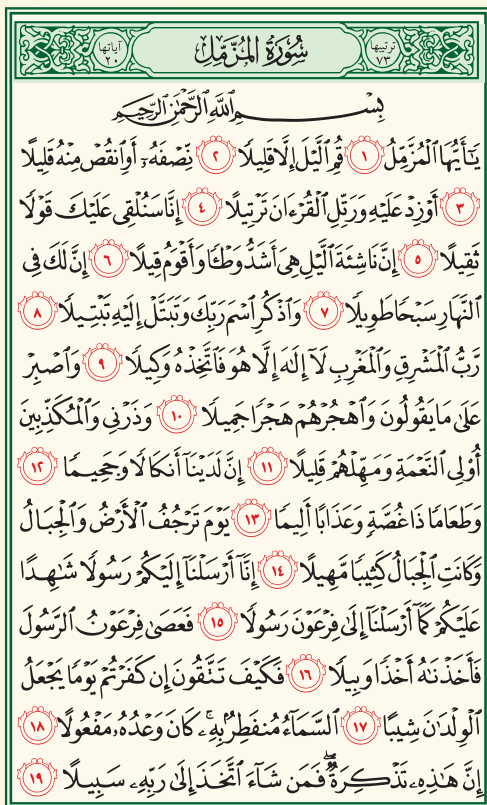 ترتيبها ٧٣ سُورَةُ المُزَّمِّل آياتها ٢٠
بِسۡمِ ٱللَّهِ ٱلرَّحۡمَٰنِ ٱلرَّحِيمِ
يَٰٓأَيُّهَا ٱلۡمُزَّمِّلُ ١ قُمِ ٱلَّيۡلَ إِلَّا قَلِيلٗا ٢ نِّصۡفَهُۥٓ أَوِ ٱنقُصۡ مِنۡهُ قَلِيلًا
٣ أَوۡ زِدۡ عَلَيۡهِ وَرَتِّلِ ٱلۡقُرۡءَانَ تَرۡتِيلًا ٤ إِنَّا سَنُلۡقِي عَلَيۡكَ قَوۡلٗا
ثَقِيلًا ٥ إِنَّ نَاشِئَةَ ٱلَّيۡلِ هِيَ أَشَدُّ وَطۡـٔٗا وَأَقۡوَمُ قِيلًا ٦ إِنَّ لَكَ فِي
ٱلنَّهَارِ سَبۡحٗا طَوِيلٗا ٧ وَٱذۡكُرِ ٱسۡمَ رَبِّكَ وَتَبَتَّلۡ إِلَيۡهِ تَبۡتِيلٗا ٨
رَّبُّ ٱلۡمَشۡرِقِ وَٱلۡمَغۡرِبِ لَآ إِلَٰهَ إِلَّا هُوَ فَٱتَّخِذۡهُ وَكِيلٗا ٩ وَٱصۡبِرۡ
عَلَىٰ مَا يَقُولُونَ وَٱهۡجُرۡهُمۡ هَجۡرٗا جَمِيلٗا ١٠ وَذَرۡنِي وَٱلۡمُكَذِّبِينَ
أُوْلِي ٱلنَّعۡمَةِ وَمَهِّلۡهُمۡ قَلِيلًا ١١ إِنَّ لَدَيۡنَآ أَنكَالٗا وَجَحِيمٗا ١٢
وَطَعَامٗا ذَا غُصَّةٖ وَعَذَابًا أَلِيمٗا ١٣ يَوۡمَ تَرۡجُفُ ٱلۡأَرۡضُ وَٱلۡجِبَالُ
وَكَانَتِ ٱلۡجِبَالُ كَثِيبٗا مَّهِيلًا ١٤ إِنَّآ أَرۡسَلۡنَآ إِلَيۡكُمۡ رَسُولٗا شَٰهِدًا
عَلَيۡكُمۡ كَمَآ أَرۡسَلۡنَآ إِلَىٰ فِرۡعَوۡنَ رَسُولٗا ١٥ فَعَصَىٰ فِرۡعَوۡنُ ٱلرَّسُولَ
فَأَخَذۡنَٰهُ أَخۡذٗا وَبِيلٗا ١٦ فَكَيۡفَ تَتَّقُونَ إِن كَفَرۡتُمۡ يَوۡمٗا يَجۡعَلُ
ٱلۡوِلۡدَٰنَ شِيبًا ١٧ ٱلسَّمَآءُ مُنفَطِرُۢ بِهِۦۚ كَانَ وَعۡدُهُۥ مَفۡعُولًا ١٨
إِنَّ هَٰذِهِۦ تَذۡكِرَةٞۖ فَمَن شَآءَ ٱتَّخَذَ إِلَىٰ رَبِّهِۦ سَبِيلًا ١٩